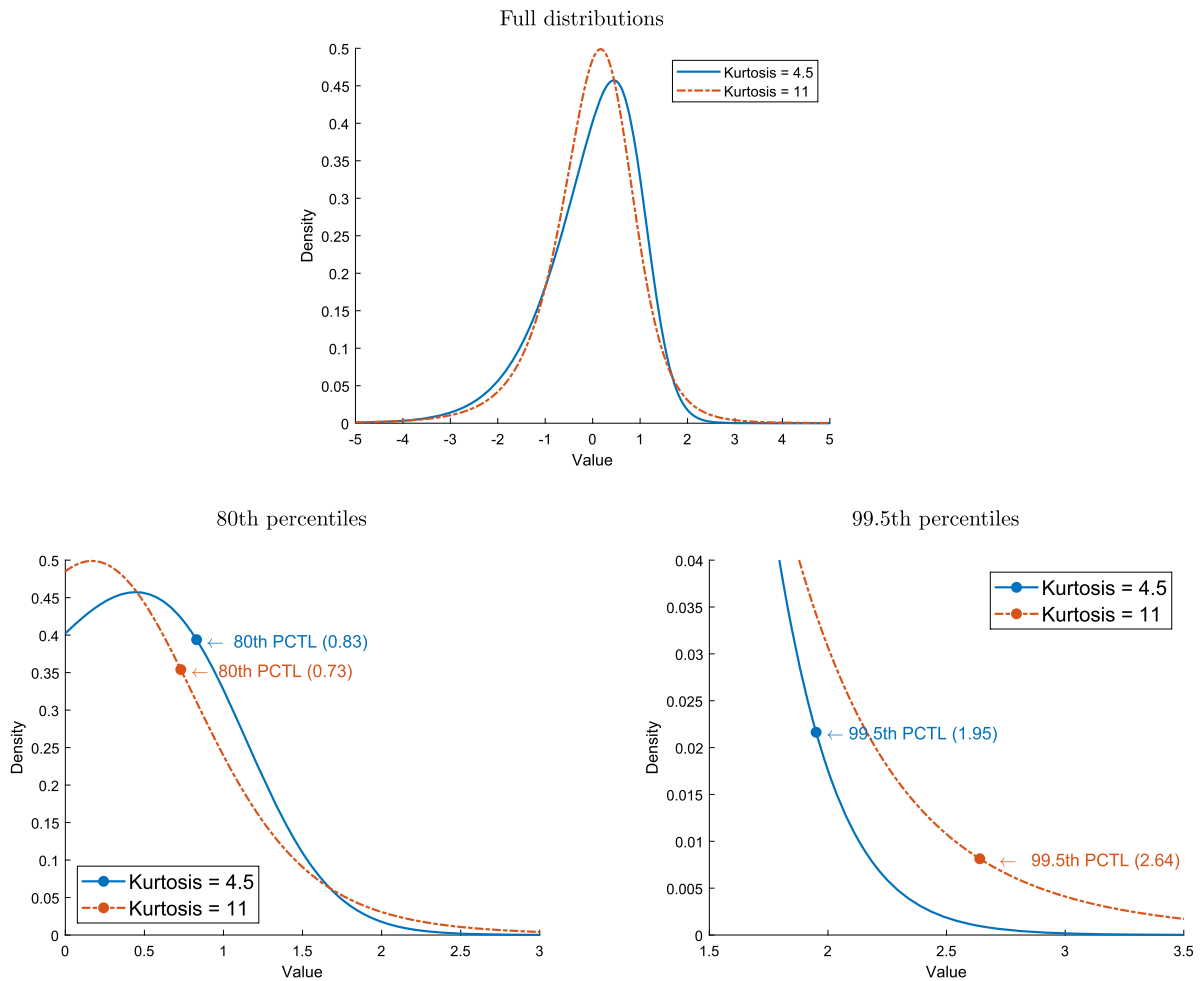 Full distributions
0.5
0.45
0.4
0.35
0.3
0.25
0.2
0.15
0.1
0.05
0
Density
Kurtosis = 4.5
Kurtosis = 11
-5 -4 -3 -2 -1 0 1 2 3 4 5
Value
80th percentiles
0.5
0.45
0.4
0.35
0.3
0.25
0.2
0.15
0.1
0.05
0
Density
← 80th PCTL (0.83)
← 80th PCTL (0.73)
Kurtosis = 4.5
Kurtosis = 11
0 0.5 1 1.5 2 2.5 3
Value
99.5th percentiles
0.04
0.035
0.03
0.025
0.02
0.015
0.01
0.005
0
Density
Kurtosis = 4.5
Kurtosis = 11
← 99.5th PCTL (1.95)
← 99.5th PCTL (2.64)
1.5 2 2.5 3 3.5
Value